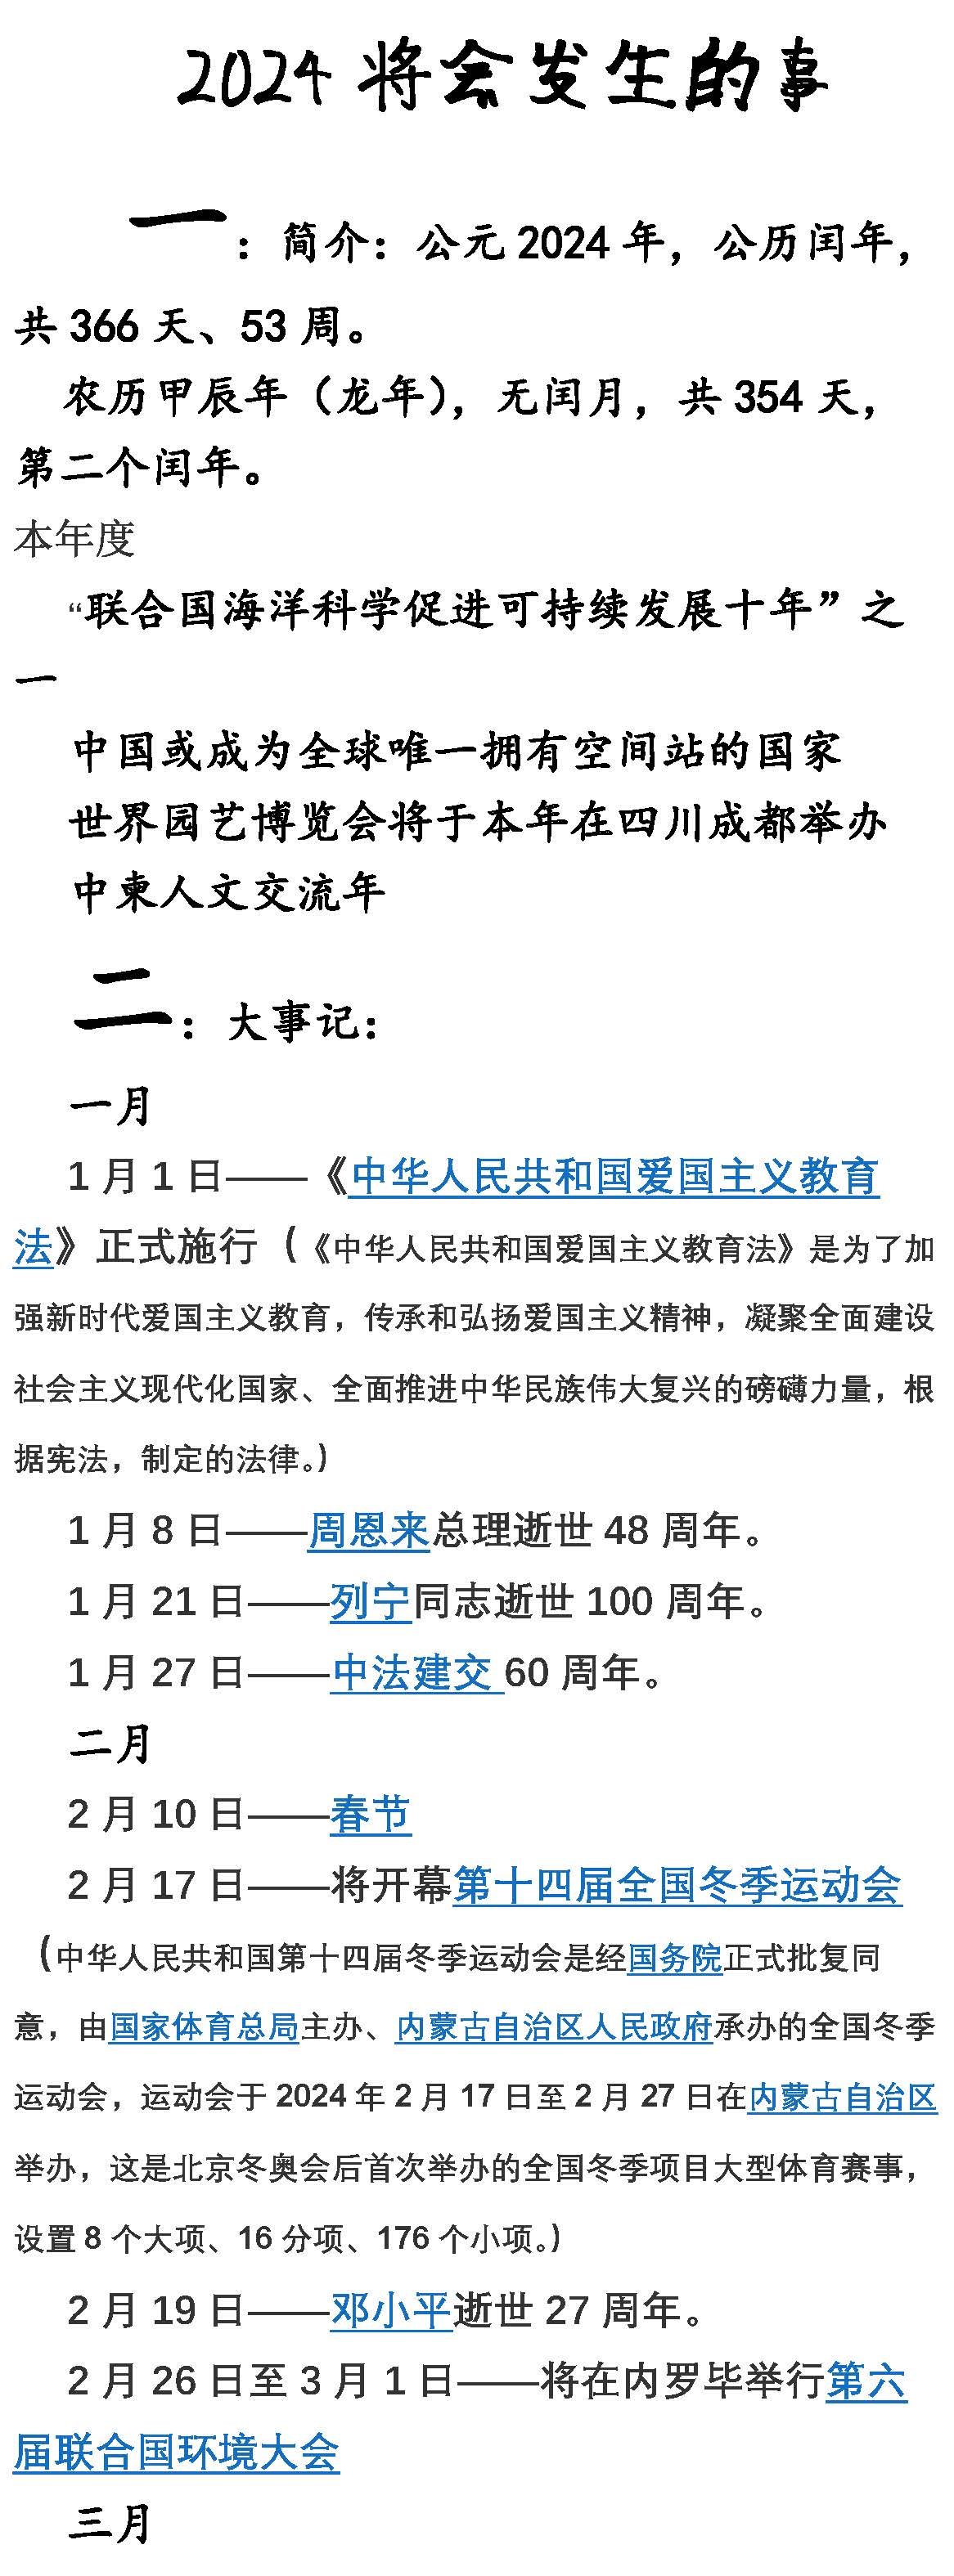 2024 将会发生的事
一：简介：公元 2024 年，公历闰年，
共 366 天、53 周。
农历甲辰年（龙年），无闰月，共 354 天，
第二个闰年。
本年度
“联合国海洋科学促进可持续发展十年”之
一
中国或成为全球唯一拥有空间站的国家
世界园艺博览会将于本年在四川成都举办
中柬人文交流年
二：大事记：
一月
1 月 1 日——《中华人民共和国爱国主义教育
法》正式施行（《中华人民共和国爱国主义教育法》是为了加
强新时代爱国主义教育，传承和弘扬爱国主义精神，凝聚全面建设
社会主义现代化国家、全面推进中华民族伟大复兴的磅礴力量，根
据宪法，制定的法律。）
1 月 8 日——周恩来总理逝世 48 周年。
1 月 21 日——列宁同志逝世 100 周年。
1 月 27 日——中法建交 60 周年。
二月
2 月 10 日——春节
2 月 17 日——将开幕第十四届全国冬季运动会
（中华人民共和国第十四届冬季运动会是经国务院正式批复同
意，由国家体育总局主办、内蒙古自治区人民政府承办的全国冬季
运动会，运动会于 2024 年 2 月 17 日至 2 月 27 日在内蒙古自治区
举办，这是北京冬奥会后首次举办的全国冬季项目大型体育赛事，
设置 8 个大项、16 分项、176 个小项。）
2 月 19 日——邓小平逝世 27 周年。
2 月 26 日至 3 月 1 日——将在内罗毕举行第六
届联合国环境大会
三月